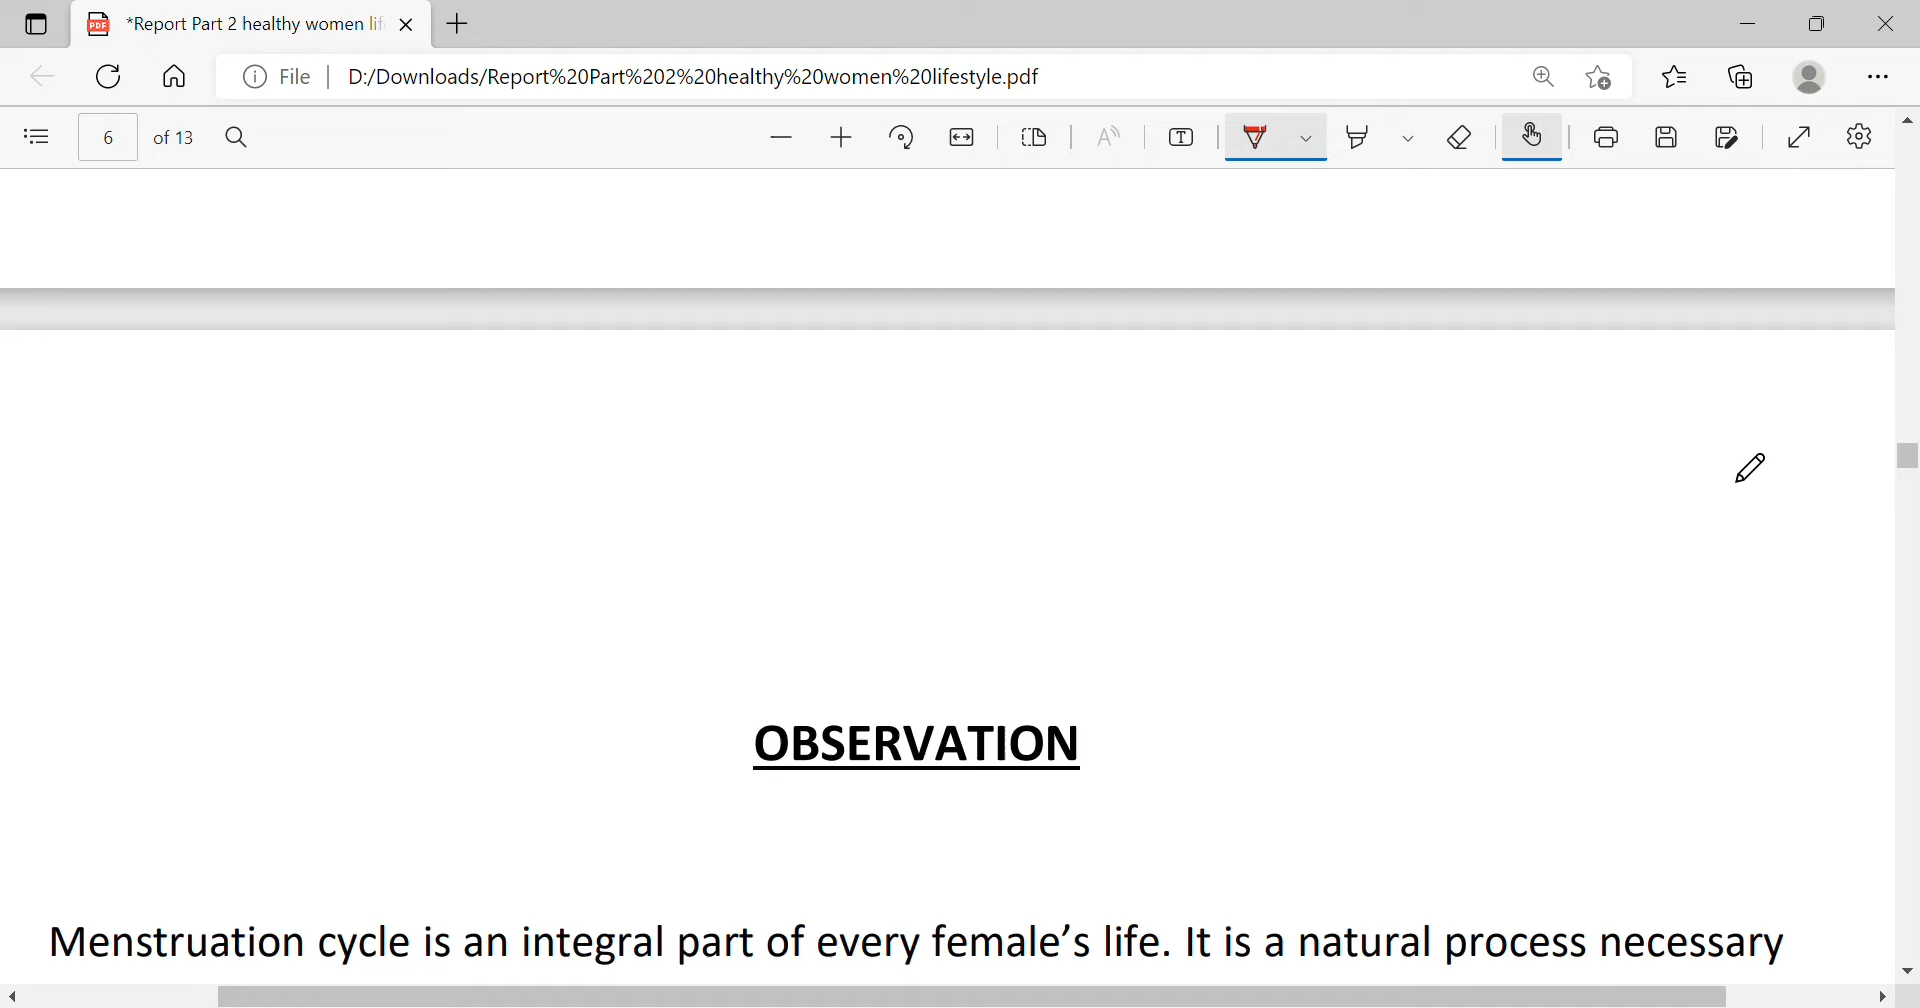 *Report Part 2 healthy women lif
File
D:/Downloads/Report%20Part%202%20healthy%20women%20lifestyle.pdf
6 of 13
OBSERVATION
Menstruation cycle is an integral part of every female’s life. It is a natural process necessary